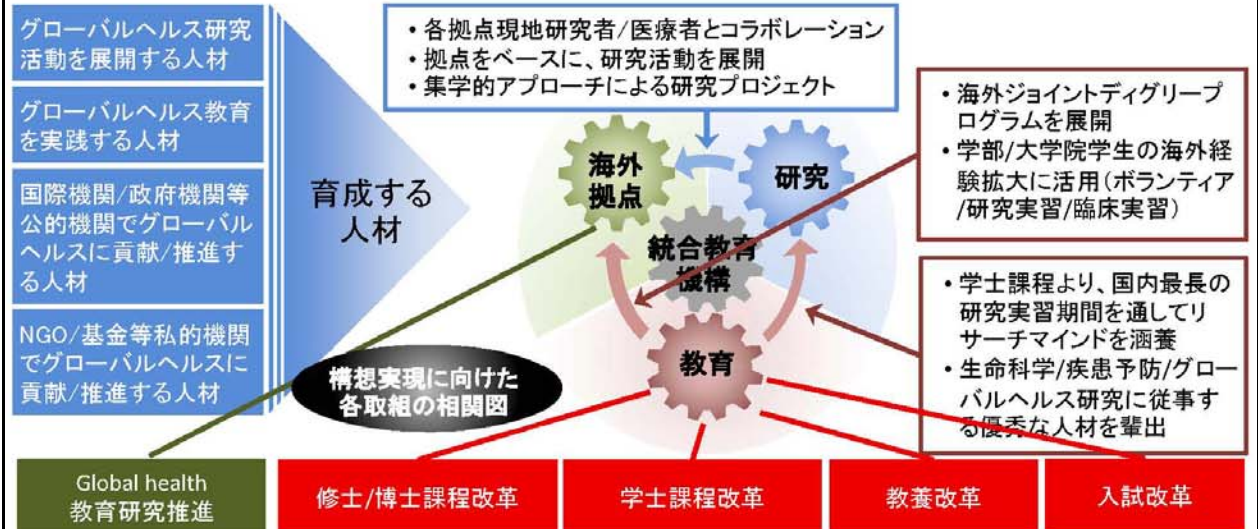 グローバルヘルス研究
活動を展開する人材
グローバルヘルス教育
を実践する人材
国際機関/政府機関等
公的機関でグローバル
ヘルスに貢献/推進す
る人材
NGO/基金等私的機関
でグローバルヘルスに
貢献/推進する人材
育成する
人材
• 各拠点現地研究者/医療者とコラボレーション
• 拠点をベースに、研究活動を展開
• 集学的アプローチによる研究プロジェクト
海外
拠点
研究
統合教育
機構
教育
• 海外ジョイントディグリープ
ログラムを展開
• 学部/大学院学生の海外経
験拡大に活用(ボランティア
/研究実習/臨床実習)
• 学士課程より、国内最長の
研究実習期間を通してリ
サーチマインドを涵養
• 生命科学/疾患予防/グロー
バルヘルス研究に従事す
る優秀な人材を輩出
構想実現に向けた
各取組の相関図
Global health
教育研究推進
修士/博士課程改革
学士課程改革
教養改革
入試改革